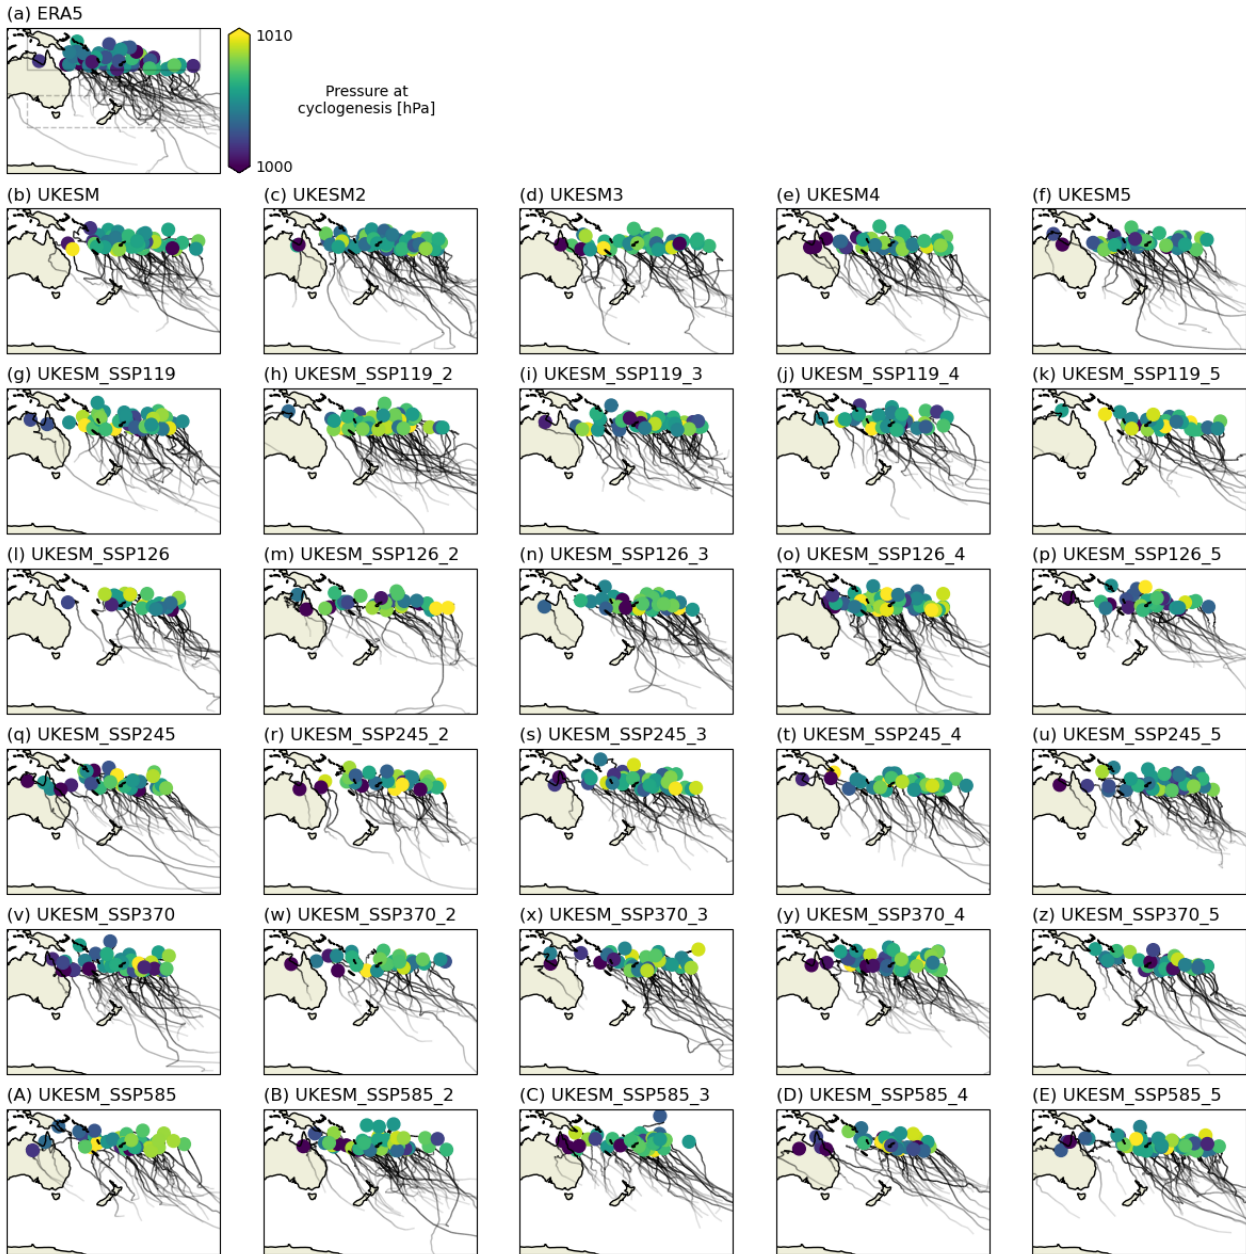 (a) ERA5
1010
Pressure at
cyclogenesis [hPa]
1000
(b) UKESM
(c) UKESM2
(d) UKESM3
(e) UKESM4
(f) UKESM5
(g) UKESM_SSP119
(h) UKESM_SSP119_2
(i) UKESM_SSP119_3
(j) UKESM_SSP119_4
(k) UKESM_SSP119_5
(l) UKESM_SSP126
(m) UKESM_SSP126_2
(n) UKESM_SSP126_3
(o) UKESM_SSP126_4
(p) UKESM_SSP126_5
(q) UKESM_SSP245
(r) UKESM_SSP245_2
(s) UKESM_SSP245_3
(t) UKESM_SSP245_4
(u) UKESM_SSP245_5
(v) UKESM_SSP370
(w) UKESM_SSP370_2
(x) UKESM_SSP370_3
(y) UKESM_SSP370_4
(z) UKESM_SSP370_5
(A) UKESM_SSP585
(B) UKESM_SSP585_2
(C) UKESM_SSP585_3
(D) UKESM_SSP585_4
(E) UKESM_SSP585_5